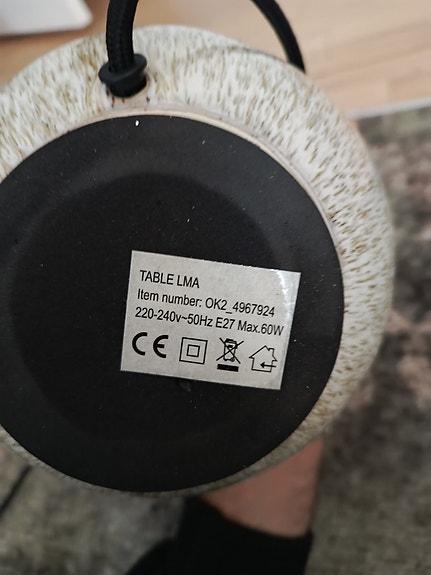 TABLE LMA
Item number: OK2_4967924
220-240v~50Hz E27 Max.60W
CE